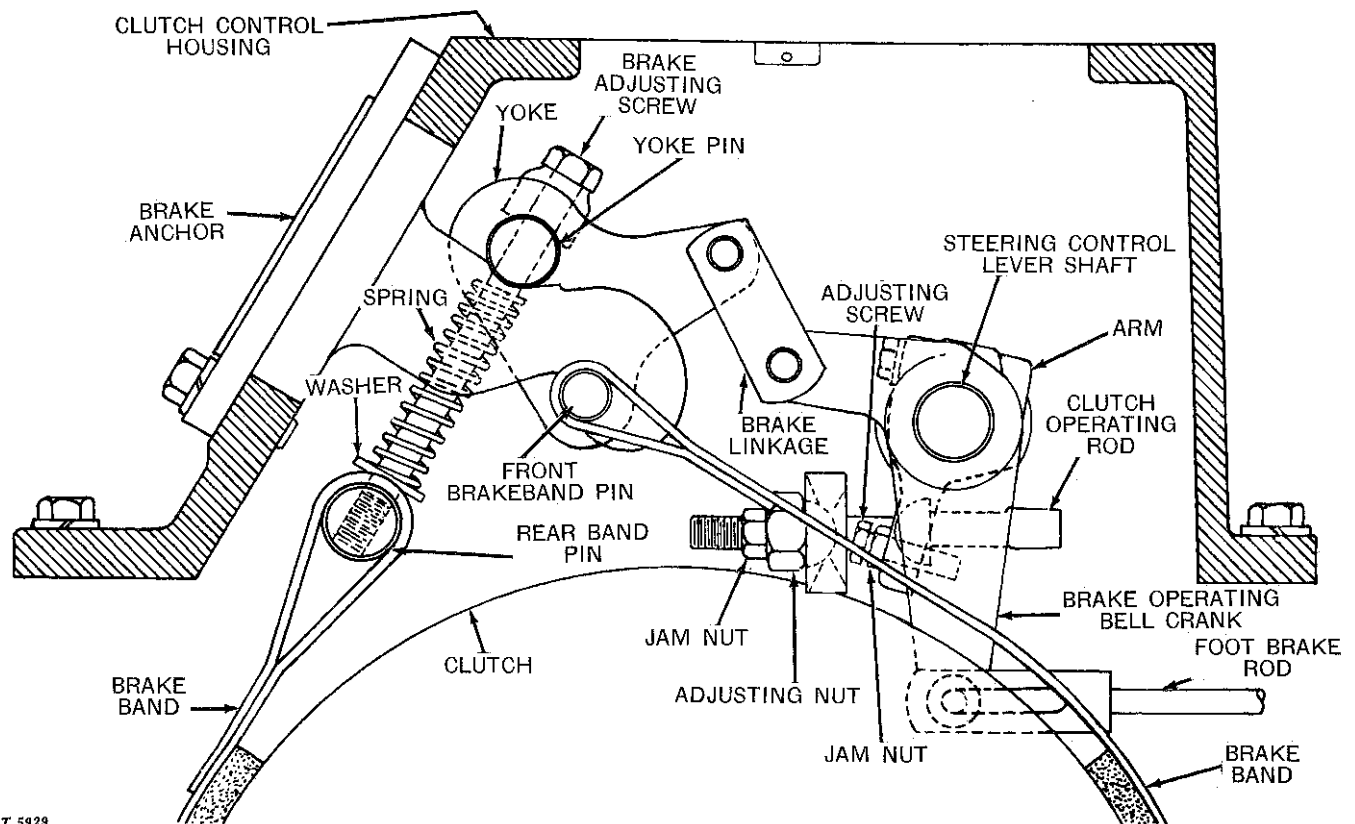 CLUTCH CONTROL
HOUSING
BRAKE
ADJUSTING
SCREW
YOKE
YOKE PIN
BRAKE
ANCHOR
STEERING CONTROL
LEVER SHAFT
SPRING
ADJUSTING
SCREW
ARM
WASHER
BRAKE
LINKAGE
CLUTCH
OPERATING
ROD
FRONT
BRAKEBAND PIN
REAR BAND
PIN
JAM NUT
BRAKE OPERATING
BELL CRANK
CLUTCH
FOOT BRAKE
ROD
BRAKE
BAND
ADJUSTING NUT
JAM NUT
BRAKE
BAND
T 5929